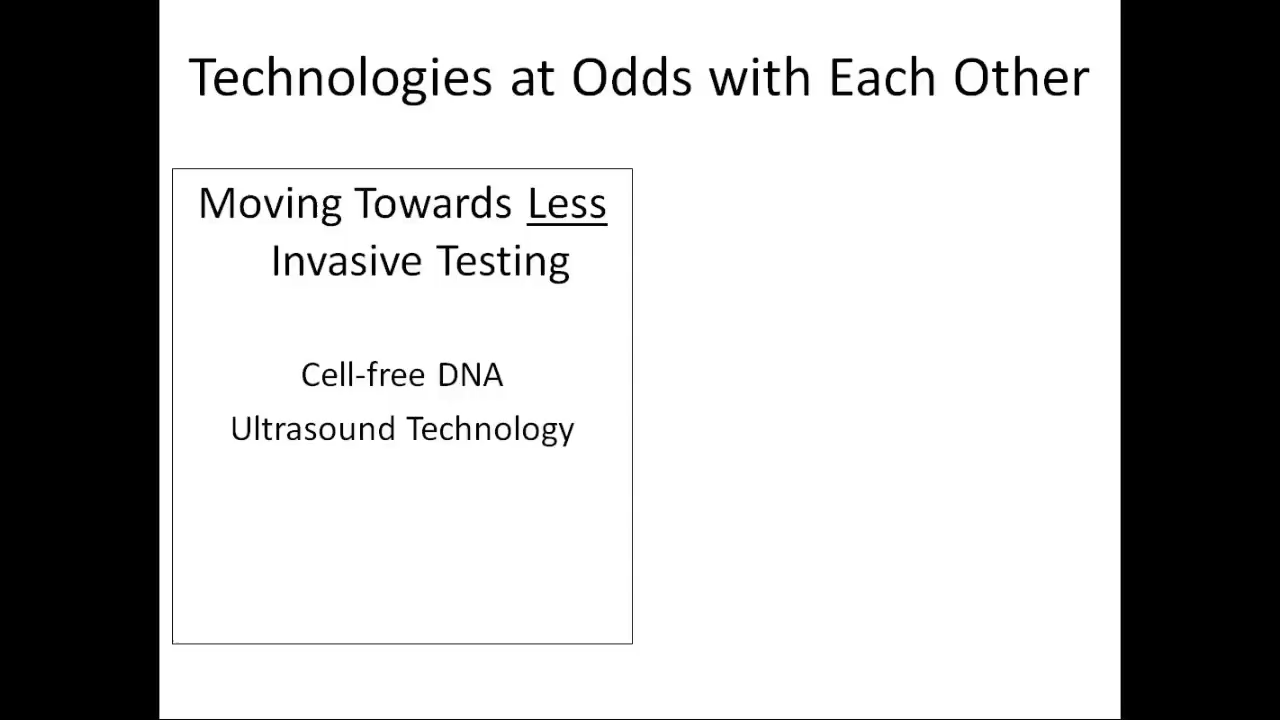 Technologies at Odds with Each Other
Moving Towards Less
Invasive Testing
Cell-free DNA
Ultrasound Technology